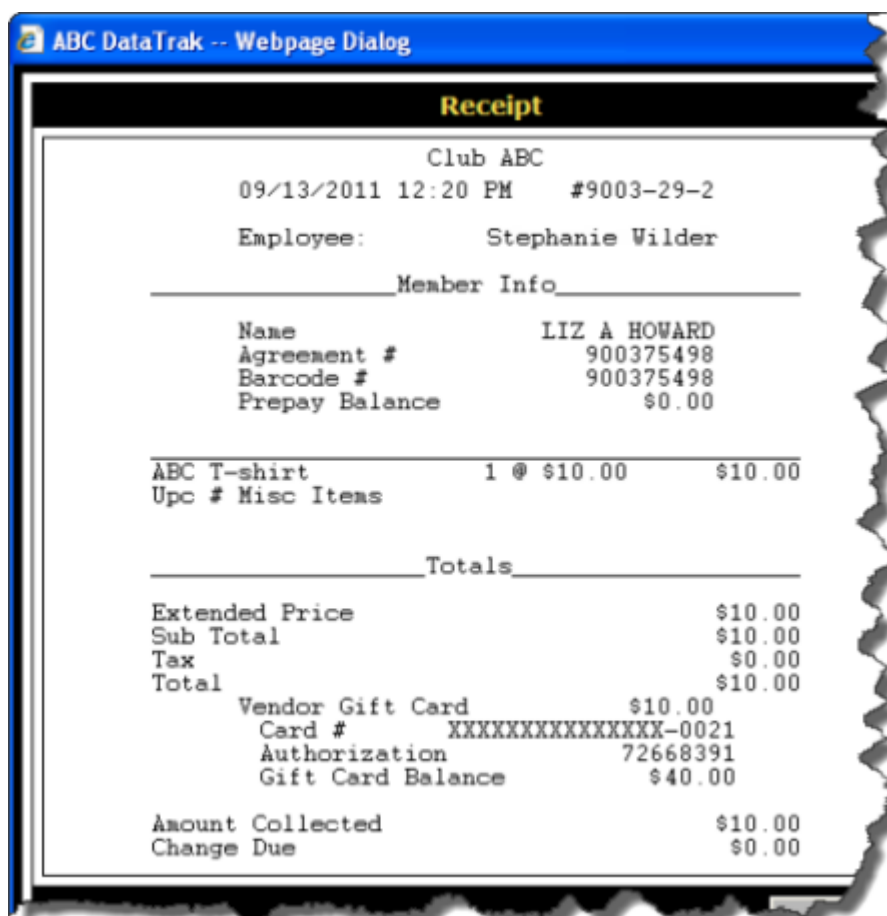 ABC DataTrak -- Webpage Dialog
Receipt
Club ABC
09/13/2011 12:20 PM #9003-29-2
Employee: Stephanie Wilder
Member Info
Name LIZ A HOWARD
Agreement # 900375498
Barcode # 900375498
Prepay Balance $0.00
ABC T-shirt 1 @ $10.00 $10.00
Upc # Misc Items
Totals
Extended Price $10.00
Sub Total $10.00
Tax $0.00
Total $10.00
Vendor Gift Card $10.00
Card # XXXXXXXXXXXXXXX-0021
Authorization 72668391
Gift Card Balance $40.00
Amount Collected $10.00
Change Due $0.00